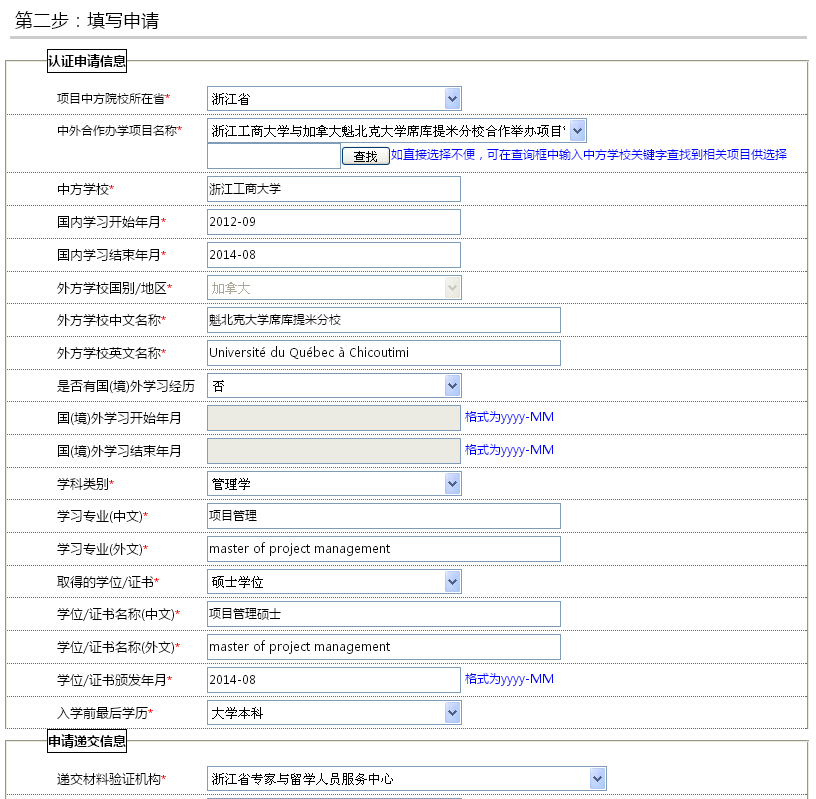 第二步：填写申请
认证申请信息
项目中方院校所在省* 浙江省
中外合作办学项目名称* 浙江工商大学与加拿大魁北克大学席库提米分校合作举办项目
查找 如直接选择不便，可在查询框中输入中方学校关键字查找到相关项目供选择
中方学校* 浙江工商大学
国内学习开始年月* 2012-09
国内学习结束年月* 2014-08
外方学校国别/地区* 加拿大
外方学校中文名称* 魁北克大学席库提米分校
外方学校英文名称* Université du Québec à Chicoutimi
是否有国(境)外学习经历 否
国(境)外学习开始年月 格式为yyyy-MM
国(境)外学习结束年月 格式为yyyy-MM
学科类别* 管理学
学习专业(中文)* 项目管理
学习专业(外文)* master of project management
取得的学位/证书* 硕士学位
学位/证书名称(中文)* 项目管理硕士
学位/证书名称(外文)* master of project management
学位/证书颁发年月* 2014-08 格式为yyyy-MM
入学前最后学历* 大学本科
申请递交信息
递交材料验证机构* 浙江省专家与留学人员服务中心